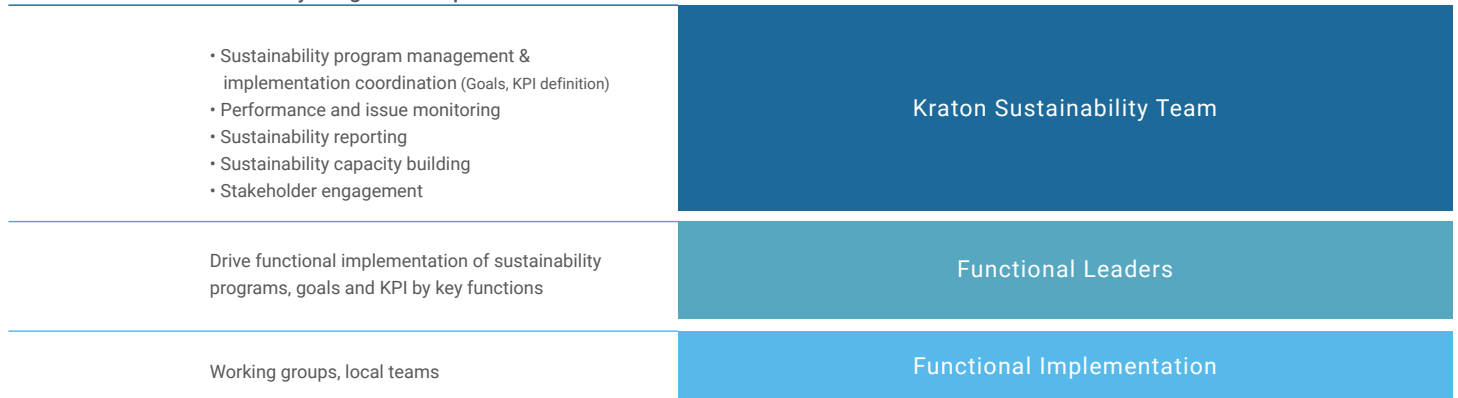 • Sustainability program management &
implementation coordination (Goals, KPI definition)
• Performance and issue monitoring
• Sustainability reporting
• Sustainability capacity building
• Stakeholder engagement
Kraton Sustainability Team
Drive functional implementation of sustainability
programs, goals and KPI by key functions
Functional Leaders
Working groups, local teams
Functional Implementation